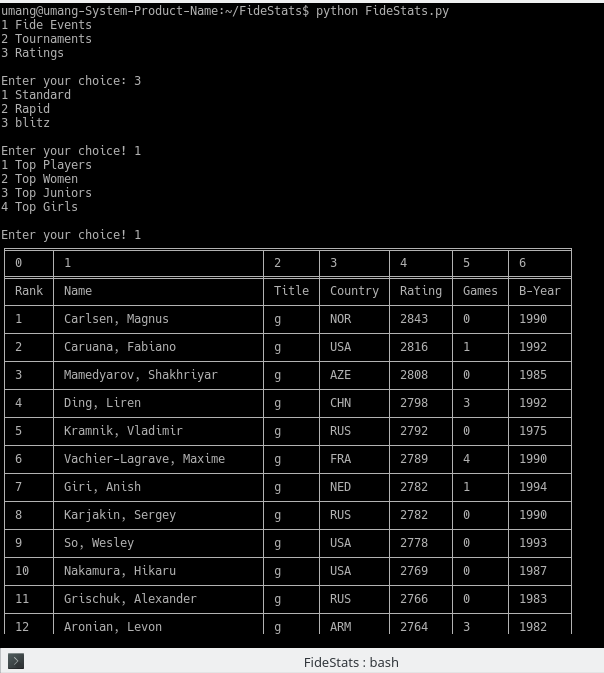 umang@umang-System-Product-Name:~/FideStats$ python FideStats.py
1 Fide Events
2 Tournaments
3 Ratings
Enter your choice: 3
1 Standard
2 Rapid
3 blitz
Enter your choice! 1
1 Top Players
2 Top Women
3 Top Juniors
4 Top Girls
Enter your choice! 1
0 1 2 3 4 5 6
Rank Name Title Country Rating Games B-Year
1 Carlsen, Magnus g NOR 2843 0 1990
2 Caruana, Fabiano g USA 2816 1 1992
3 Mamedyarov, Shakhriyar g AZE 2808 0 1985
4 Ding, Liren g CHN 2798 3 1992
5 Kramnik, Vladimir g RUS 2792 0 1975
6 Vachier-Lagrave, Maxime g FRA 2789 4 1990
7 Giri, Anish g NED 2782 1 1994
8 Karjakin, Sergey g RUS 2782 0 1990
9 So, Wesley g USA 2778 0 1993
10 Nakamura, Hikaru g USA 2769 0 1987
11 Grischuk, Alexander g RUS 2766 0 1983
12 Aronian, Levon g ARM 2764 3 1982
FideStats : bash